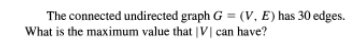 The connected undirected graph G = (V, E) has 30 edges.
What is the maximum value that |V| can have?